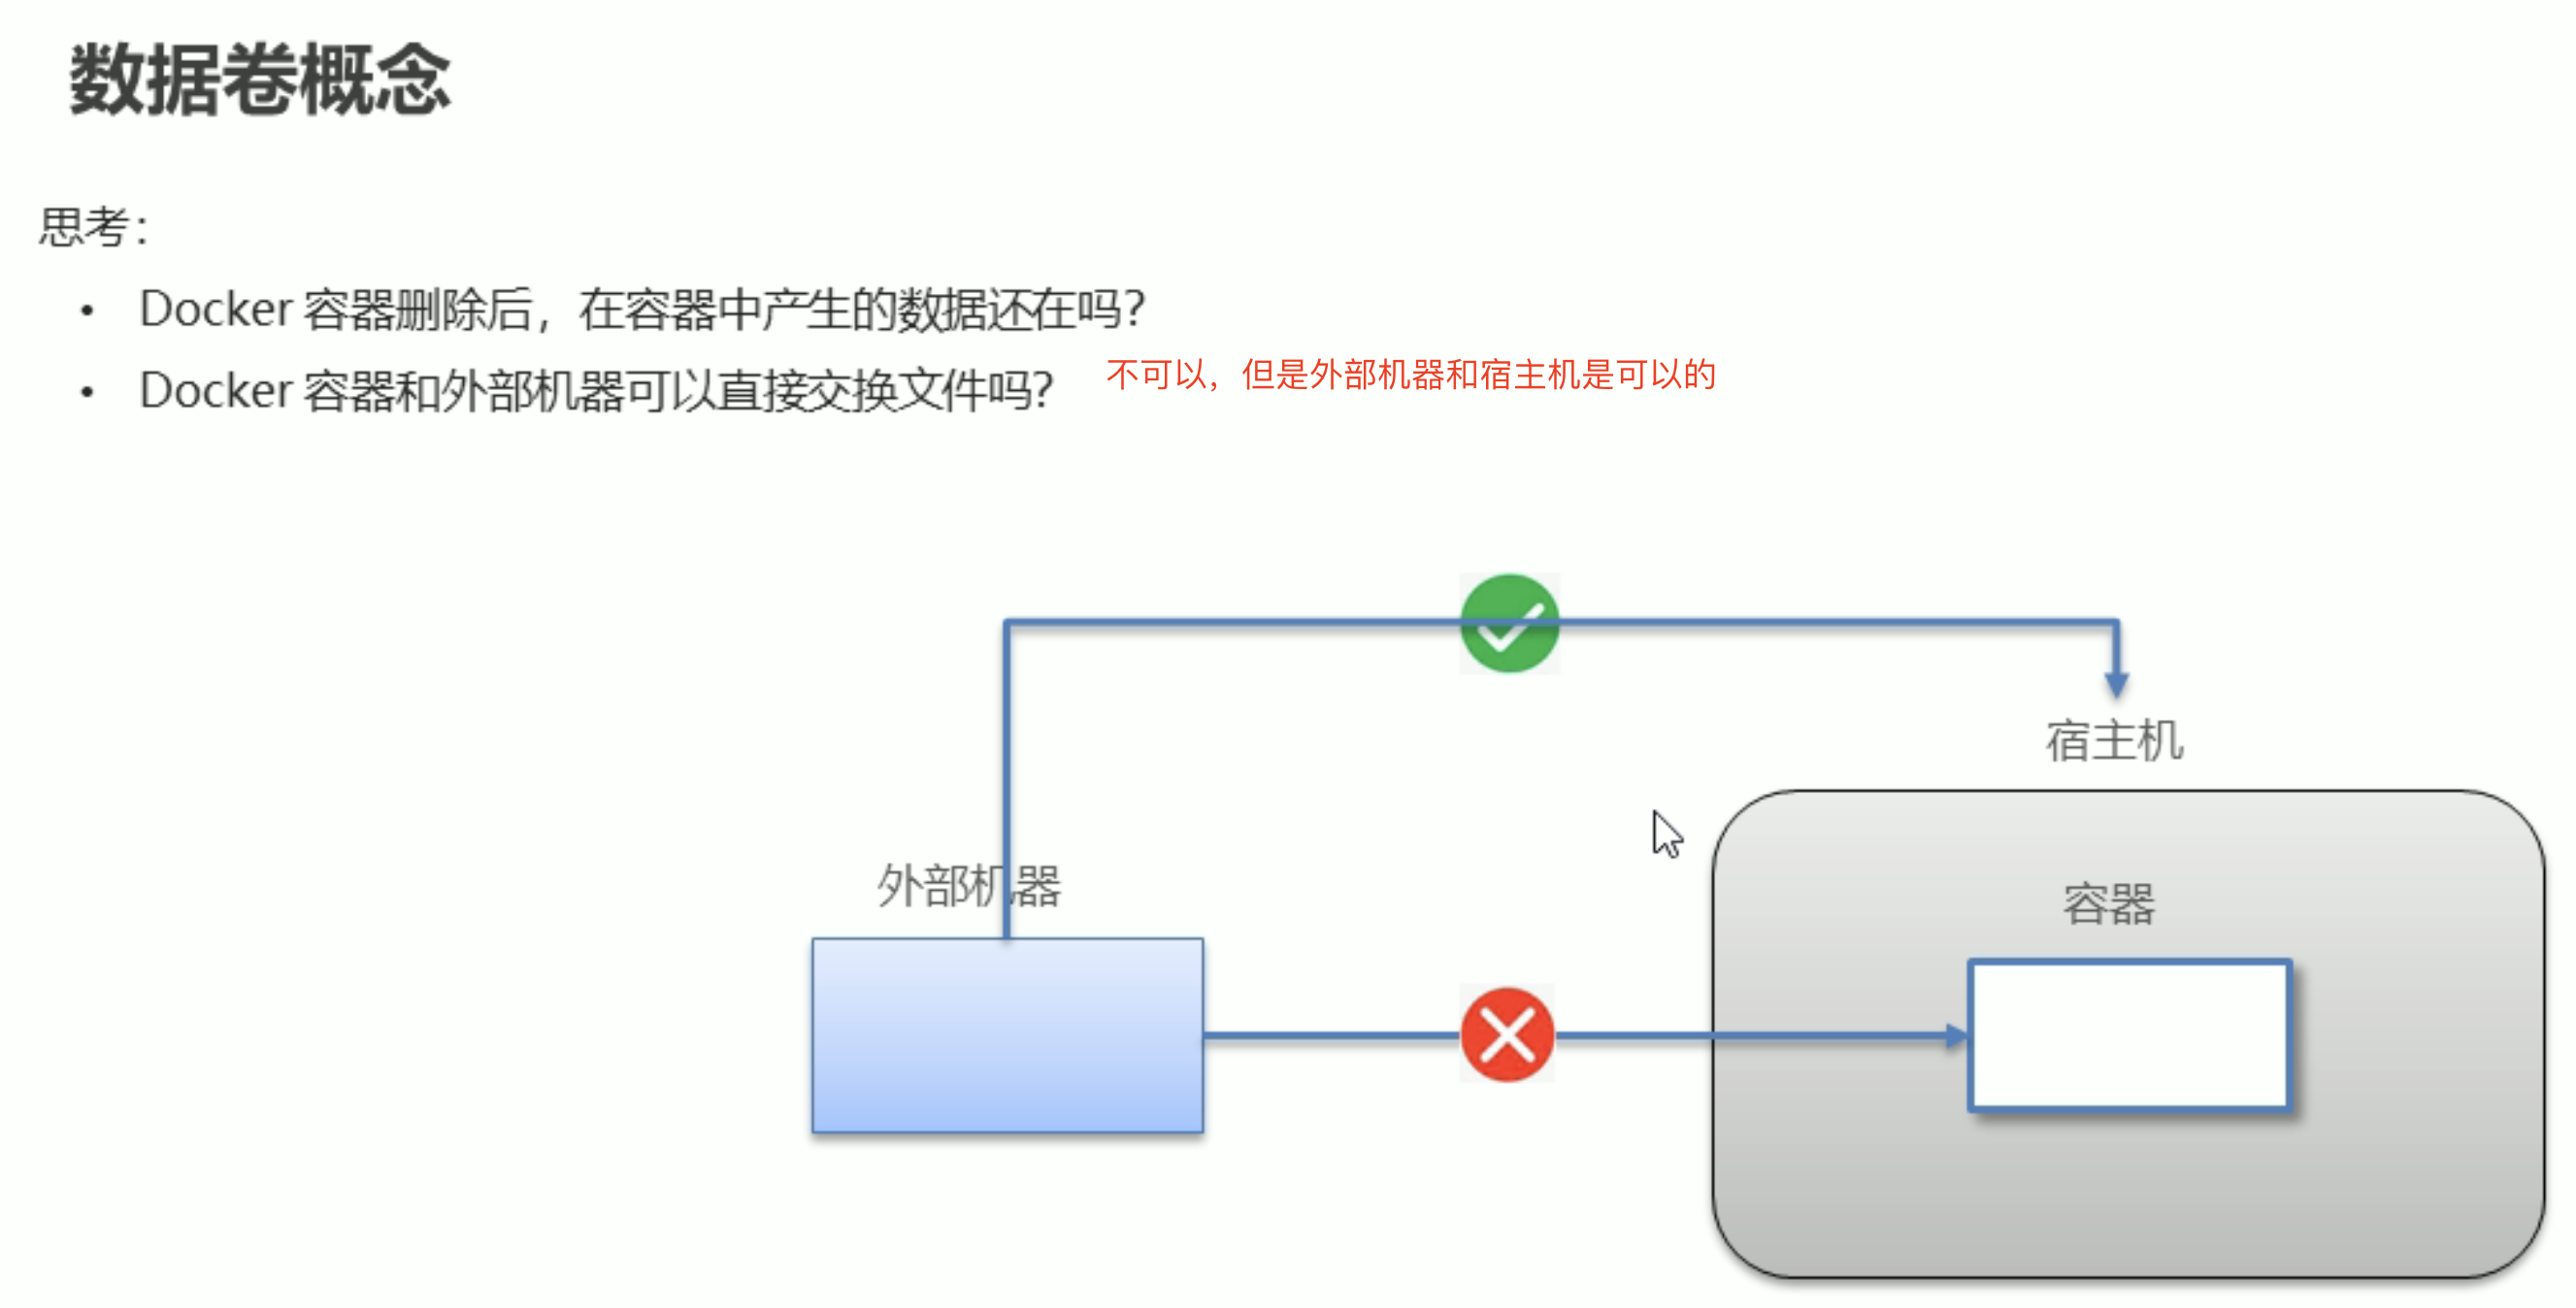 数据卷概念
思考：
• Docker 容器删除后，在容器中产生的数据还在吗？
• Docker 容器和外部机器可以直接交换文件吗？
不可以，但是外部机器和宿主机是可以的
宿主机
外部机器
容器